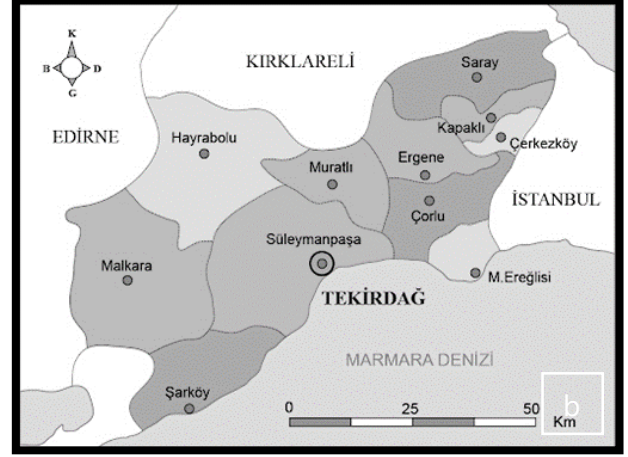 K
B D
G
KIRKLARELİ
Saray
EDİRNE
Hayrabolu
Kapaklı
Çerkezköy
Muratlı
Ergene
İSTANBUL
Çorlu
Süleymanpaşa
Malkara
M.Ereğlisi
TEKİRDAĞ
MARMARA DENİZİ
Şarköy
0 25 50
Km
b